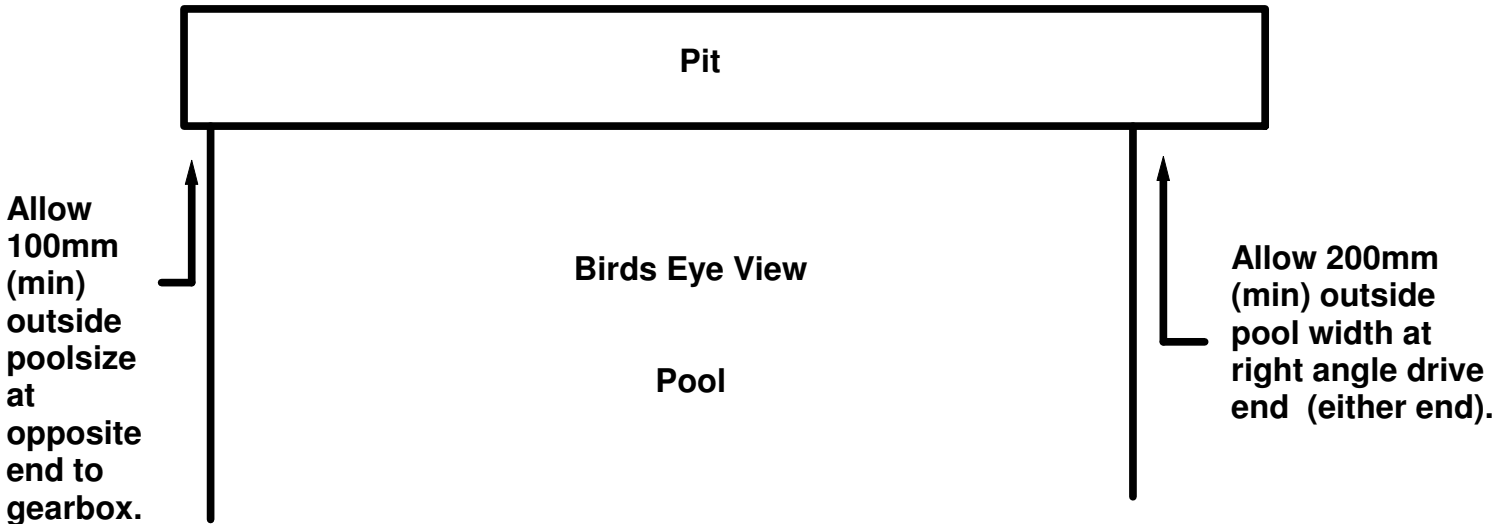 Pit
Allow
100mm
(min)
outside
poolsize
at
opposite
end to
gearbox.
Birds Eye View
Pool
Allow 200mm
(min) outside
pool width at
right angle drive
end  (either end).